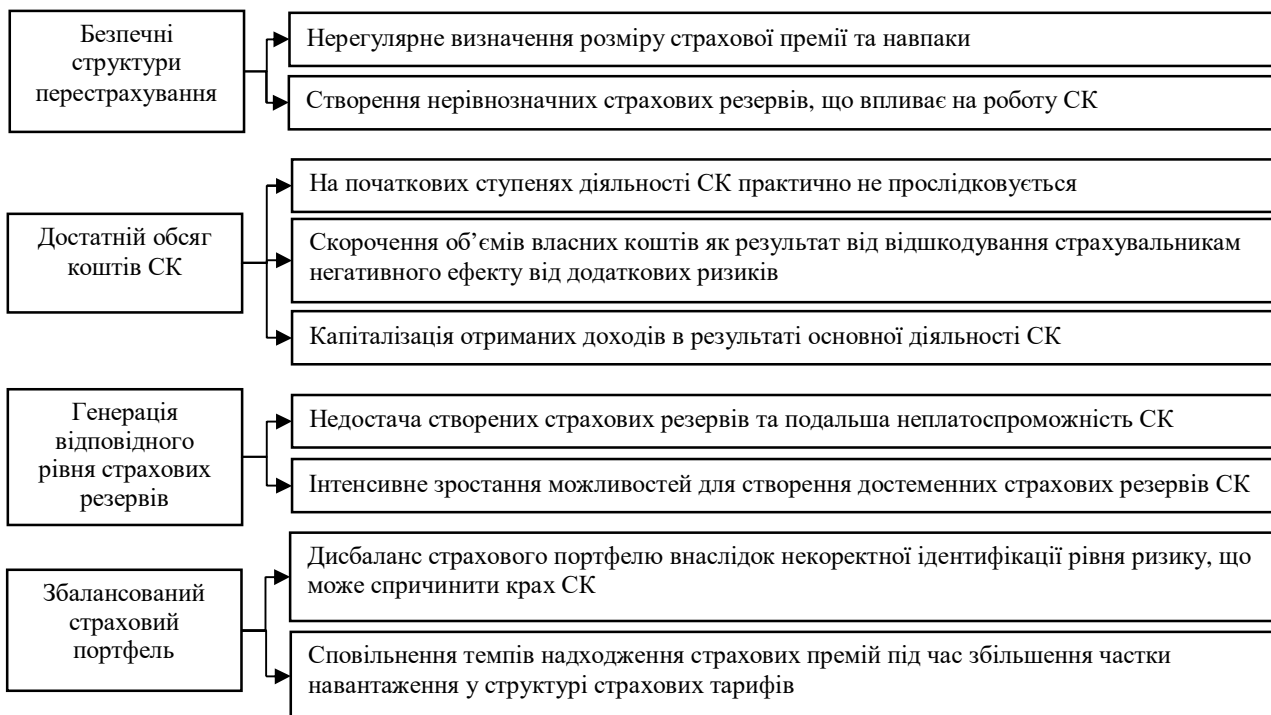 Безпечні
структури
перестрахування
Нерегулярне визначення розміру страхової премії та навпаки
Створення нерівнозначних страхових резервів, що впливає на роботу СК
Достатній обсяг
коштів СК
На початкових ступенях діяльності СК практично не прослідковується
Скорочення об’ємів власних коштів як результат від відшкодування страхувальникам
негативного ефекту від додаткових ризиків
Капіталізація отриманих доходів в результаті основної діяльності СК
Генерація
відповідного
рівня страхових
резервів
Недостача створених страхових резервів та подальша неплатоспроможність СК
Інтенсивне зростання можливостей для створення достеменних страхових резервів СК
Збалансований
страховий
портфель
Дисбаланс страхового портфелю внаслідок некоректної ідентифікації рівня ризику, що
може спричинити крах СК
Сповільнення темпів надходження страхових премій під час збільшення частки
навантаження у структурі страхових тарифів